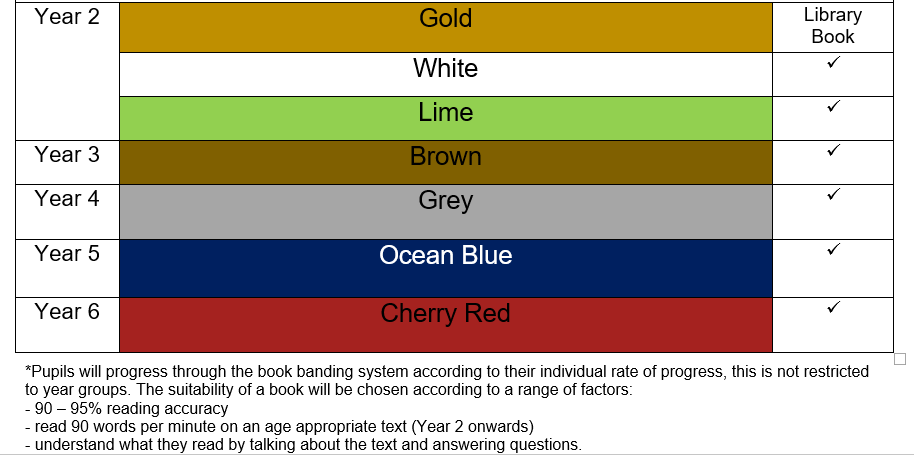 Year 2 Gold Library
Book
White ✓
Lime ✓
Year 3 Brown ✓
Year 4 Grey ✓
Year 5 Ocean Blue ✓
Year 6 Cherry Red ✓
*Pupils will progress through the book banding system according to their individual rate of progress, this is not restricted
to year groups. The suitability of a book will be chosen according to a range of factors:
- 90 – 95% reading accuracy
- read 90 words per minute on an age appropriate text (Year 2 onwards)
- understand what they read by talking about the text and answering questions.